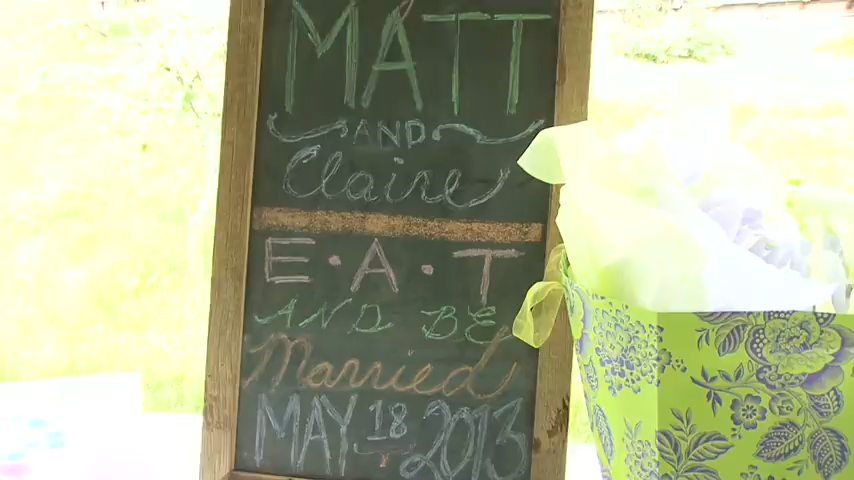 MATT
AND
Claire
E·A·T
AND BE
Married
MAY 18 2013